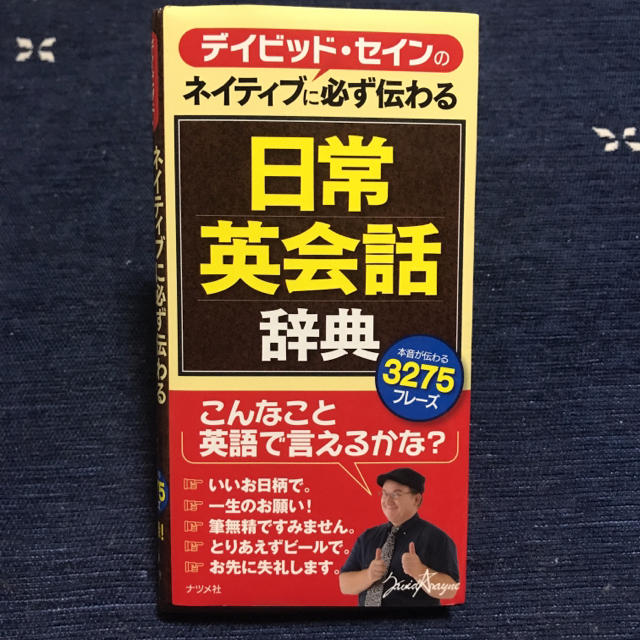 デイビッド・セインの
ネイティブに必ず伝わる
日常
英会話
辞典
本音が伝わる
3275
フレーズ
こんなこと
英語で言えるかな?
いいお日柄で。
一生のお願い!
筆無精ですみません。
とりあえずビールで。
お先に失礼します。
ナツメ社
ネイティブに必ず伝わる